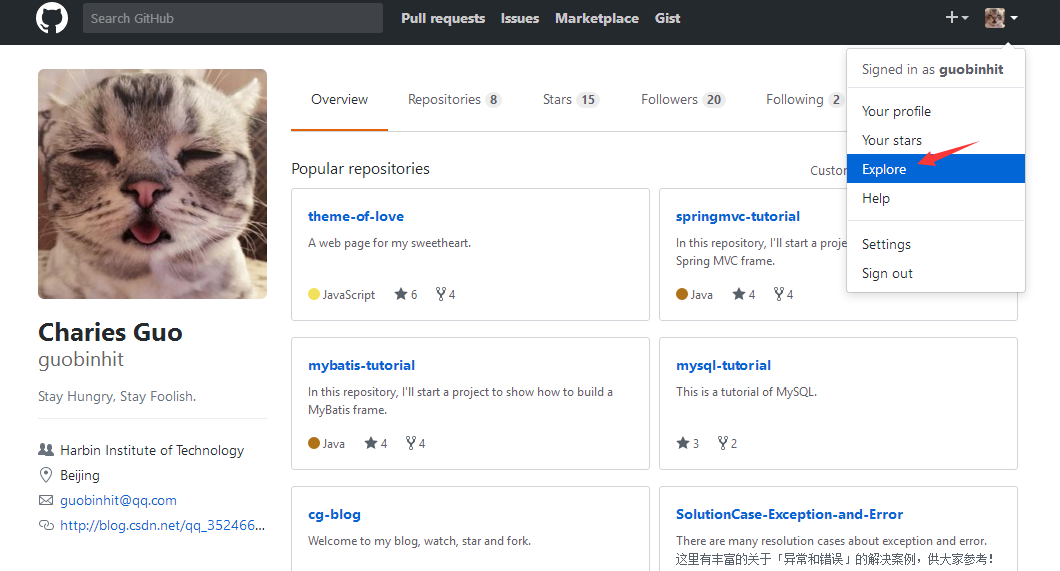 Search GitHub
Pull requests Issues Marketplace Gist
Signed in as guobinhit
Your profile
Your stars
Explore
Help
Settings
Sign out
Overview Repositories 8 Stars 15 Followers 20 Following 2
Popular repositories
Custom
theme-of-love
A web page for my sweetheart.
JavaScript 6 4
springmvc-tutorial
In this repository, I'll start a proje
Spring MVC frame.
Java 4 4
mybatis-tutorial
In this repository, I'll start a project to show how to build a
MyBatis frame.
Java 4 4
mysql-tutorial
This is a tutorial of MySQL.
3 2
cg-blog
Welcome to my blog, watch, star and fork.
SolutionCase-Exception-and-Error
There are many resolution cases about exception and error.
这里有丰富的关于「异常和错误」的解决案例，供大家参考！
Charies Guo
guobinhit
Stay Hungry, Stay Foolish.
Harbin Institute of Technology
Beijing
guobinhit@qq.com
http://blog.csdn.net/qq_352466...